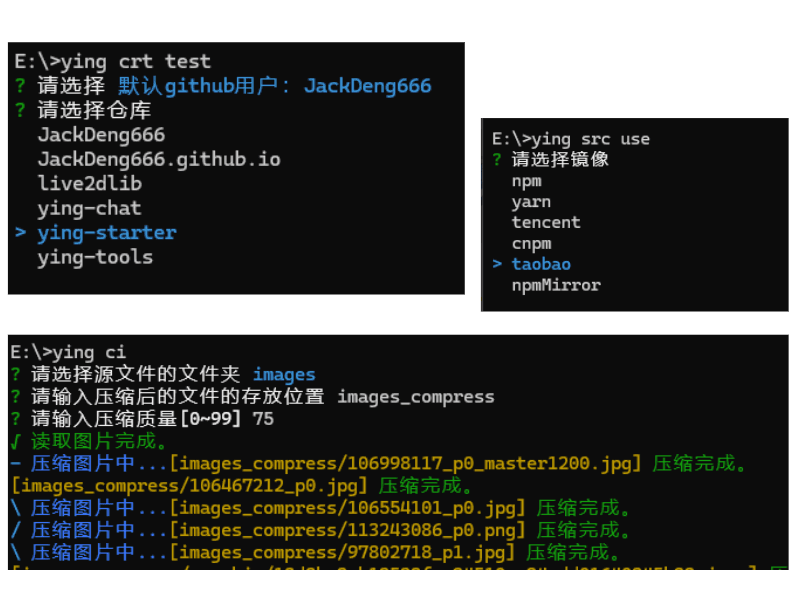 E:\>ying crt test
? 请选择 默认github用户: JackDeng666
? 请选择仓库
JackDeng666
JackDeng666.github.io
live2dlib
ying-chat
> ying-starter
ying-tools
E:\>ying src use
? 请选择镜像
npm
yarn
tencent
cnpm
> taobao
npmMirror
E:\>ying ci
? 请选择源文件的文件夹 images
? 请输入压缩后的文件的存放位置 images_compress
? 请输入压缩质量[0~99] 75
√ 读取图片完成。
- 压缩图片中...[images_compress/106998117_p0_master1200.jpg] 压缩完成。
[images_compress/106467212_p0.jpg] 压缩完成。
\ 压缩图片中...[images_compress/106554101_p0.jpg] 压缩完成。
/ 压缩图片中...[images_compress/113243086_p0.png] 压缩完成。
\ 压缩图片中...[images_compress/97802718_p1.jpg] 压缩完成。